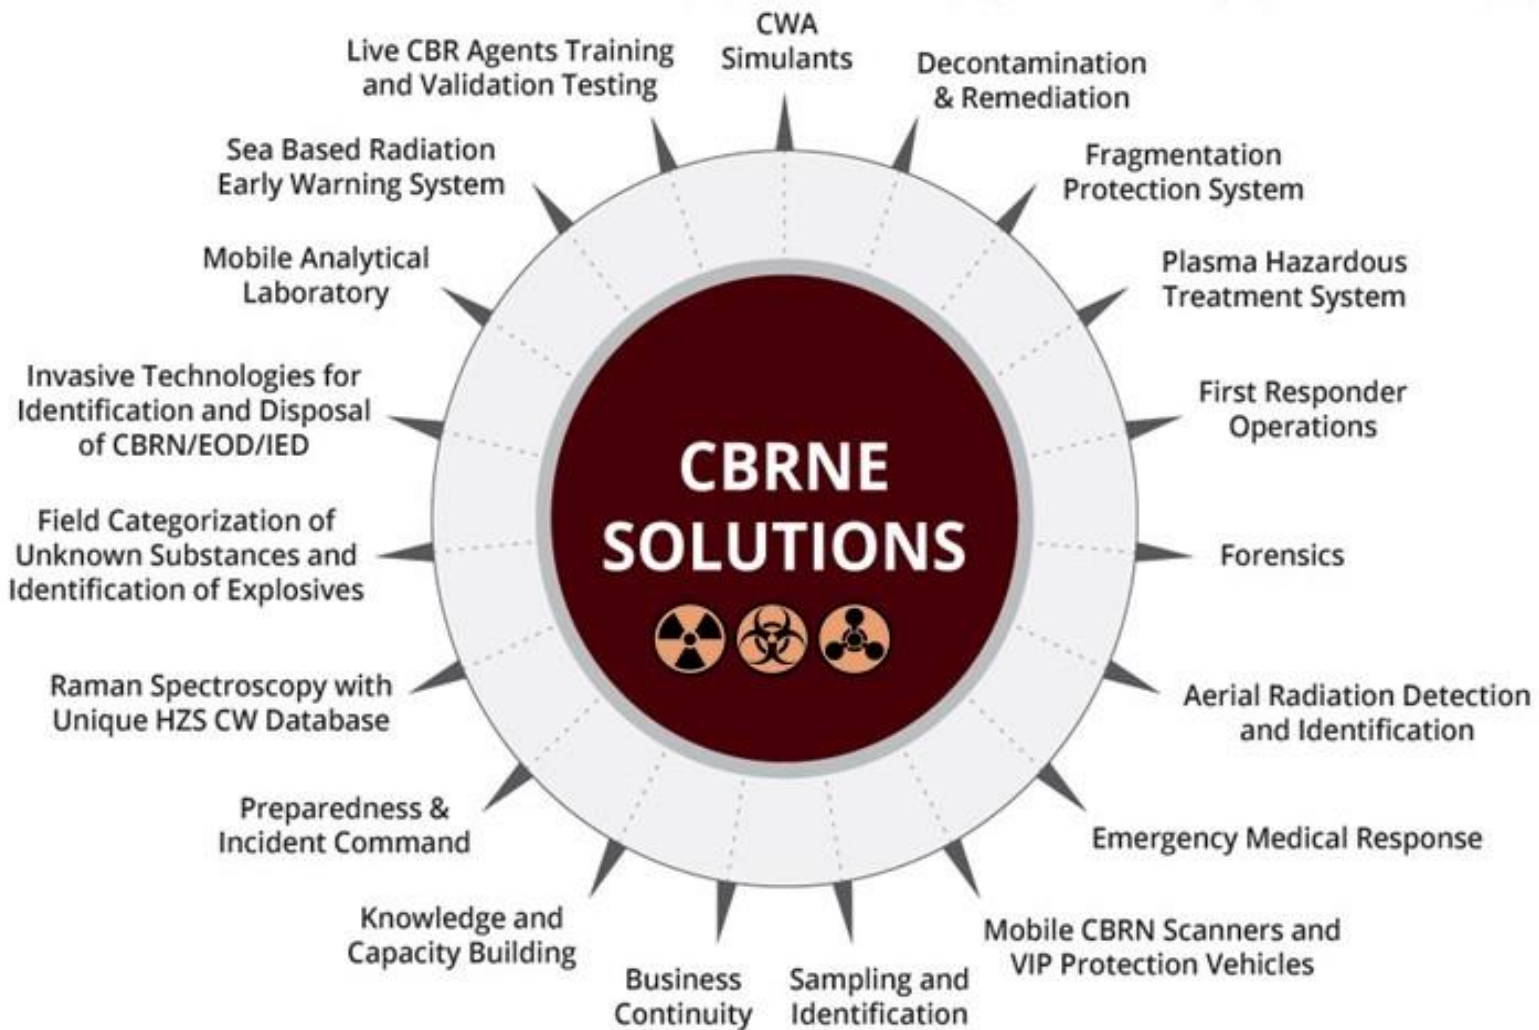 CWA
Simulants
Decontamination
& Remediation
Fragmentation
Protection System
Plasma Hazardous
Treatment System
First Responder
Operations
Forensics
Aerial Radiation Detection
and Identification
Emergency Medical Response
Mobile CBRN Scanners and
VIP Protection Vehicles
Sampling and
Identification
Business
Continuity
Knowledge and
Capacity Building
Preparedness &
Incident Command
Raman Spectroscopy with
Unique HZS CW Database
Field Categorization of
Unknown Substances and
Identification of Explosives
Invasive Technologies for
Identification and Disposal
of CBRN/EOD/IED
Mobile Analytical
Laboratory
Sea Based Radiation
Early Warning System
Live CBR Agents Training
and Validation Testing
CBRNE
SOLUTIONS